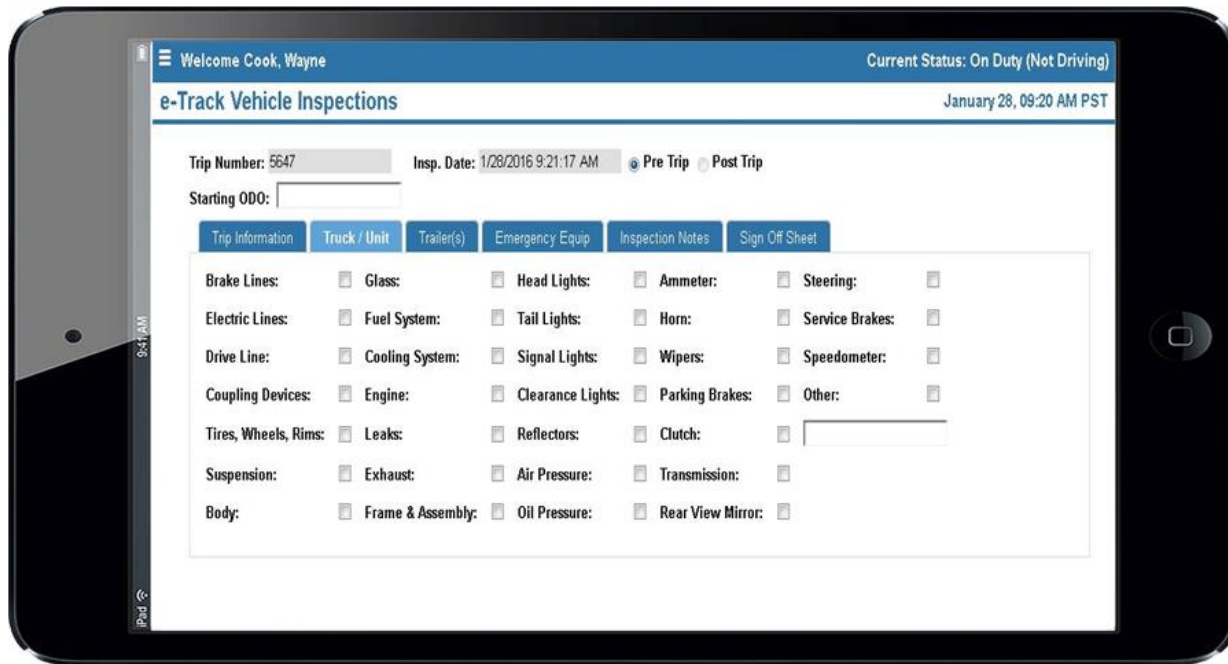 Welcome Cook, Wayne Current Status: On Duty (Not Driving)
e-Track Vehicle Inspections January 28, 09:20 AM PST
Trip Number: 5647 Insp. Date: 1/28/2016 9:21:17 AM Pre Trip Post Trip
Starting ODO:
Trip Information Truck / Unit Trailer(s) Emergency Equip Inspection Notes Sign Off Sheet
Brake Lines: Glass: Head Lights: Ammeter: Steering:
Electric Lines: Fuel System: Tail Lights: Horn: Service Brakes:
Drive Line: Cooling System: Signal Lights: Wipers: Speedometer:
Coupling Devices: Engine: Clearance Lights: Parking Brakes: Other:
Tires, Wheels, Rims: Leaks: Reflectors: Clutch:
Suspension: Exhaust: Air Pressure: Transmission:
Body: Frame & Assembly: Oil Pressure: Rear View Mirror:
iPad 9:41 AM